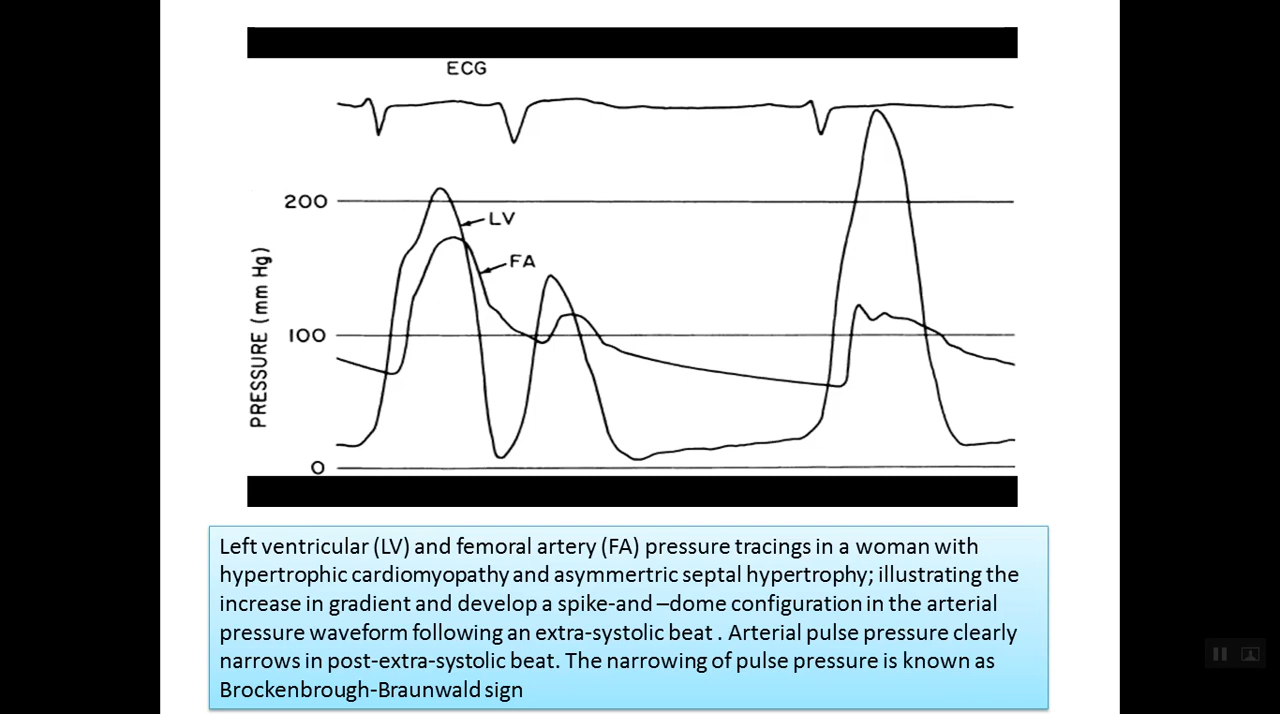 ECG
200
LV
FA
100
PRESSURE (mm Hg)
0
Left ventricular (LV) and femoral artery (FA) pressure tracings in a woman with
hypertrophic cardiomyopathy and asymmertric septal hypertrophy; illustrating the
increase in gradient and develop a spike-and –dome configuration in the arterial
pressure waveform following an extra-systolic beat . Arterial pulse pressure clearly
narrows in post-extra-systolic beat. The narrowing of pulse pressure is known as
Brockenbrough-Braunwald sign